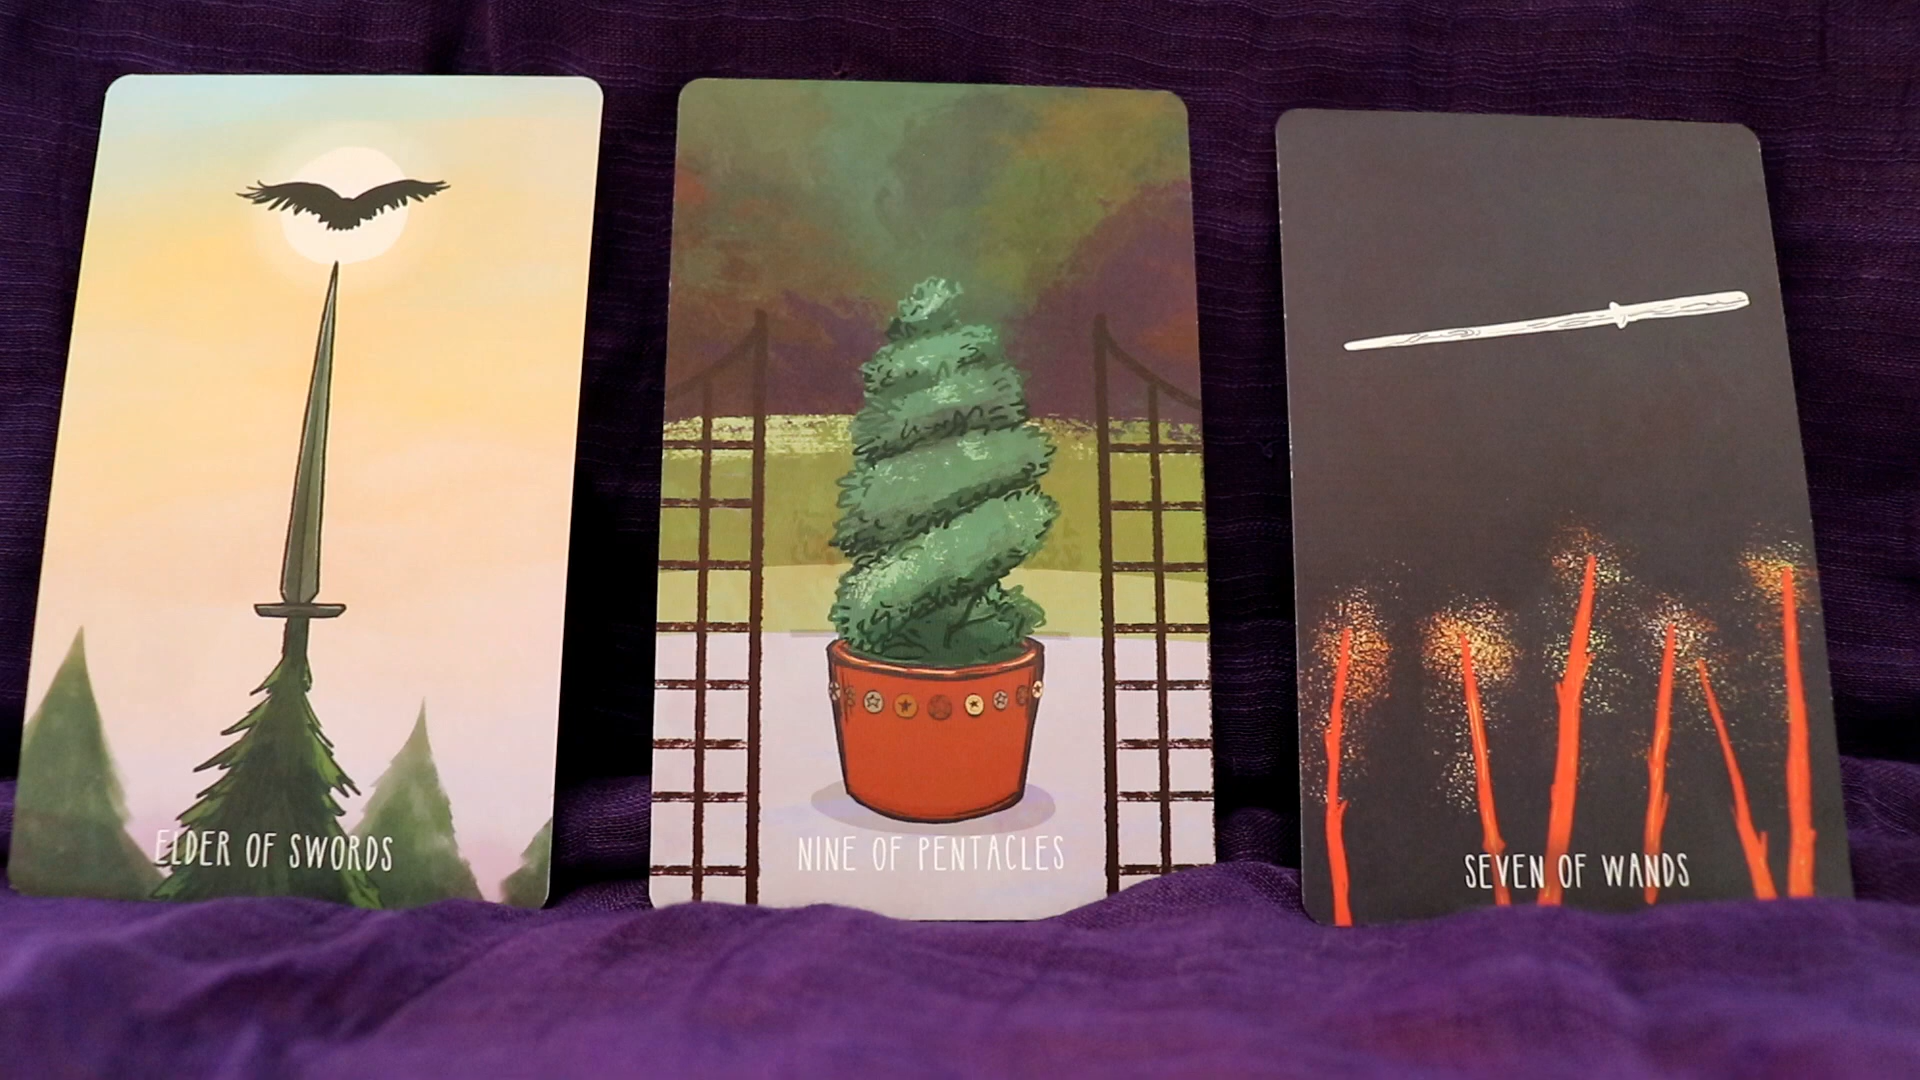 ELDER OF SWORDS
NINE OF PENTACLES
SEVEN OF WANDS